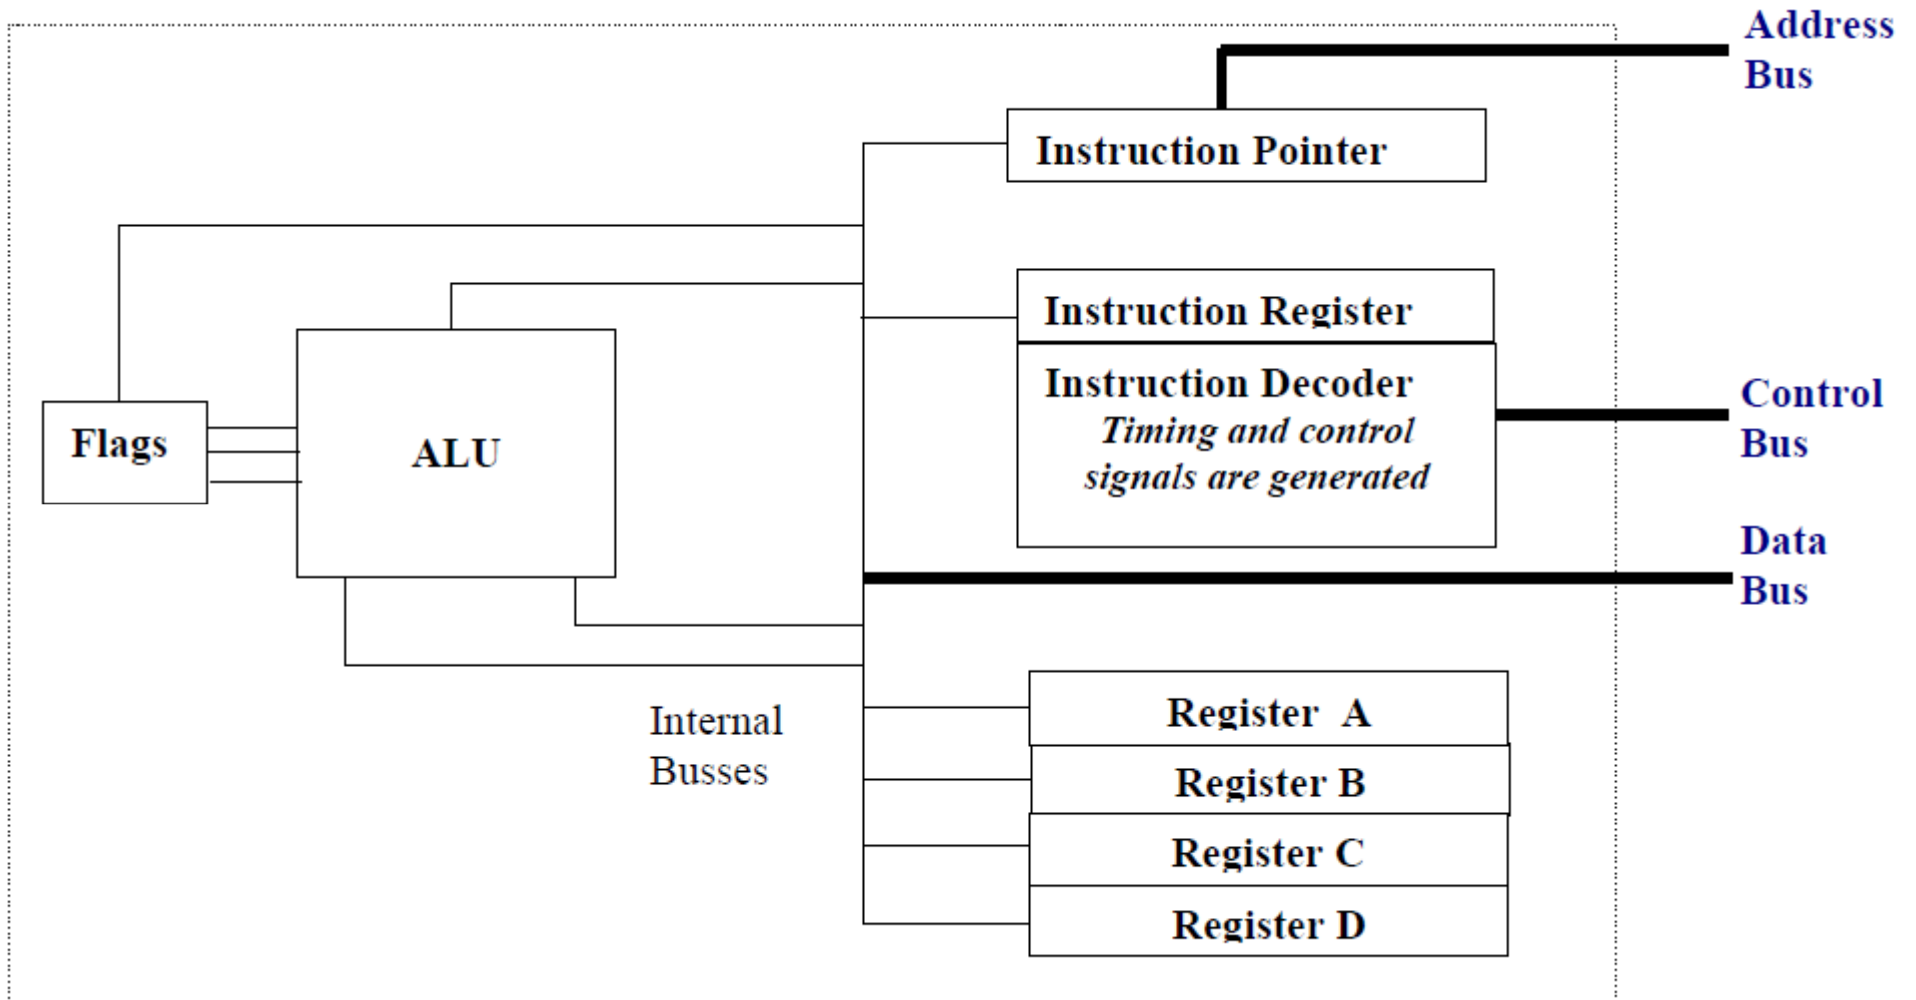 Address
Bus
Instruction Pointer
Instruction Register
Instruction Decoder
Timing and control
signals are generated
Control
Bus
Flags
ALU
Data
Bus
Internal
Busses
Register A
Register B
Register C
Register D